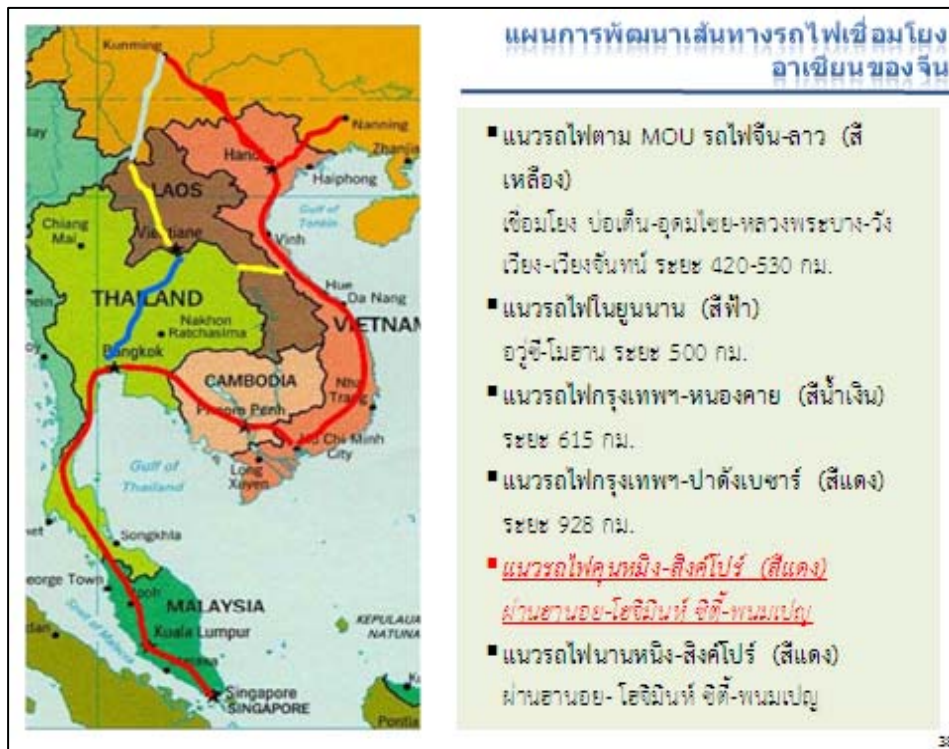 แผนการพัฒนาเส้นทางรถไฟเชื่อมโยง
อาเซียนของจีน
▪ แนวรถไฟตาม MOU รถไฟจีน-ลาว (สี
เหลือง)
เชื่อมโยง บ่อเต็น-อุดมไซย-หลวงพระบาง-วัง
เวียง-เวียงจันทน์ ระยะ 420-530 กม.
▪ แนวรถไฟในยูนนาน (สีฟ้า)
อวู่ซี-โมฮาน ระยะ 500 กม.
▪ แนวรถไฟกรุงเทพฯ-หนองคาย (สีน้ำเงิน)
ระยะ 615 กม.
▪ แนวรถไฟกรุงเทพฯ-ปาดังเบซาร์ (สีแดง)
ระยะ 928 กม.
▪ แนวรถไฟคุนหมิง-สิงค์โปร์ (สีแดง)
ผ่านฮานอย-โฮจิมินห์ ซิตี้-พนมเปญ
▪ แนวรถไฟนานหนิง-สิงค์โปร์ (สีแดง)
ผ่านฮานอย- โฮจิมินห์ ซิตี้-พนมเปญ
Kunming
Nanning
Zhanjia
Hanoi
Haiphong
LAOS
Gulf of
Tonkin
Chiang
Mai
Vientiane
Vinh
THAILAND
Hue
Da Nang
VIETNAM
Nakhon
Ratchasima
Bangkok
CAMBODIA
Nha
Trang
Phnom Penh
Ho Chi Minh
City
Gulf of
Thailand
Long
Xuyen
Songkhla
George Town
Ipoh
MALAYSIA
Strait of Malacca
Kuala Lumpur
KEPULAUA
NATUNA
Melaka
Singapore
SINGAPORE
Pontia